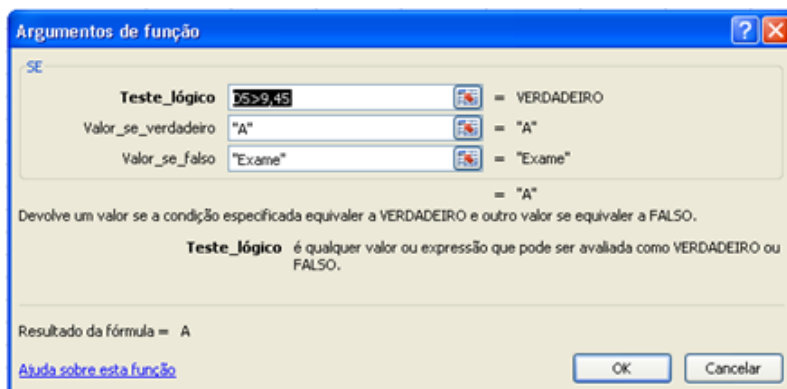 Argumentos de função
SE
Teste_lógico D5>9,45 = VERDADEIRO
Valor_se_verdadeiro "A" = "A"
Valor_se_falso "Exame" = "Exame"
= "A"
Devolve um valor se a condição especificada equivaler a VERDADEIRO e outro valor se equivaler a FALSO.
Teste_lógico é qualquer valor ou expressão que pode ser avaliada como VERDADEIRO ou
FALSO.
Resultado da fórmula = A
Ajuda sobre esta função
OK Cancelar